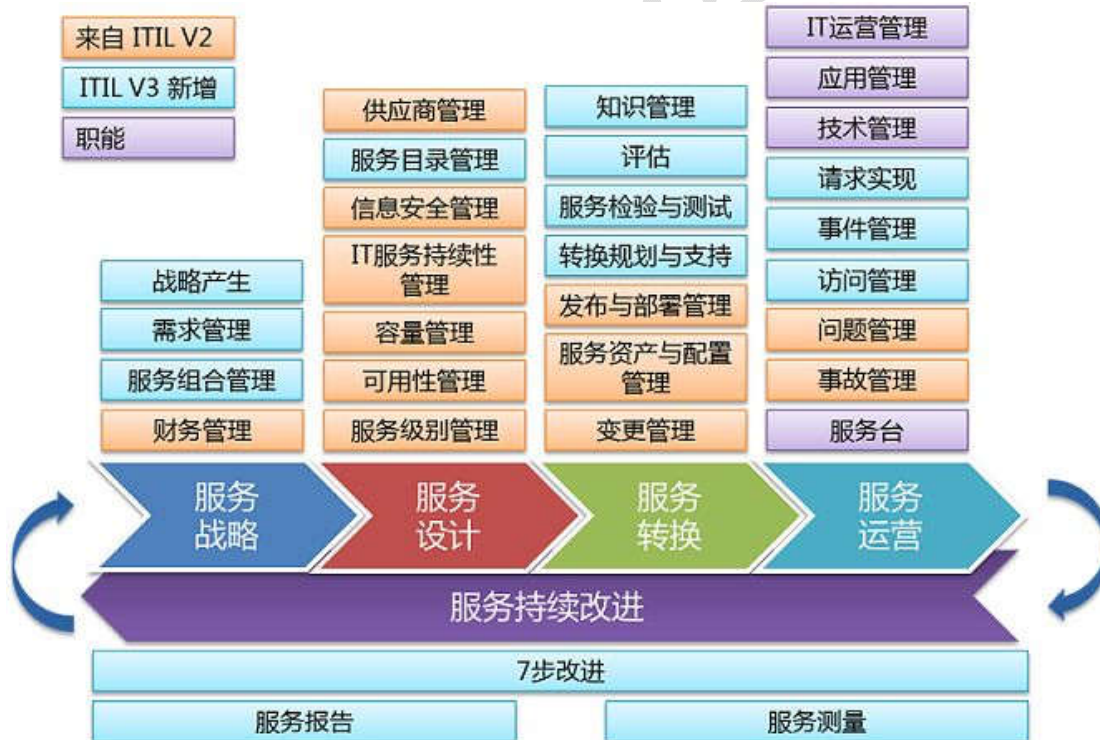 来自 ITIL V2
ITIL V3 新增
职能
战略产生
需求管理
服务组合管理
财务管理
供应商管理
服务目录管理
信息安全管理
IT服务持续性
管理
容量管理
可用性管理
服务级别管理
知识管理
评估
服务检验与测试
转换规划与支持
发布与部署管理
服务资产与配置
管理
变更管理
IT运营管理
应用管理
技术管理
请求实现
事件管理
访问管理
问题管理
事故管理
服务台
服务
战略
服务
设计
服务
转换
服务
运营
服务持续改进
7步改进
服务报告
服务测量